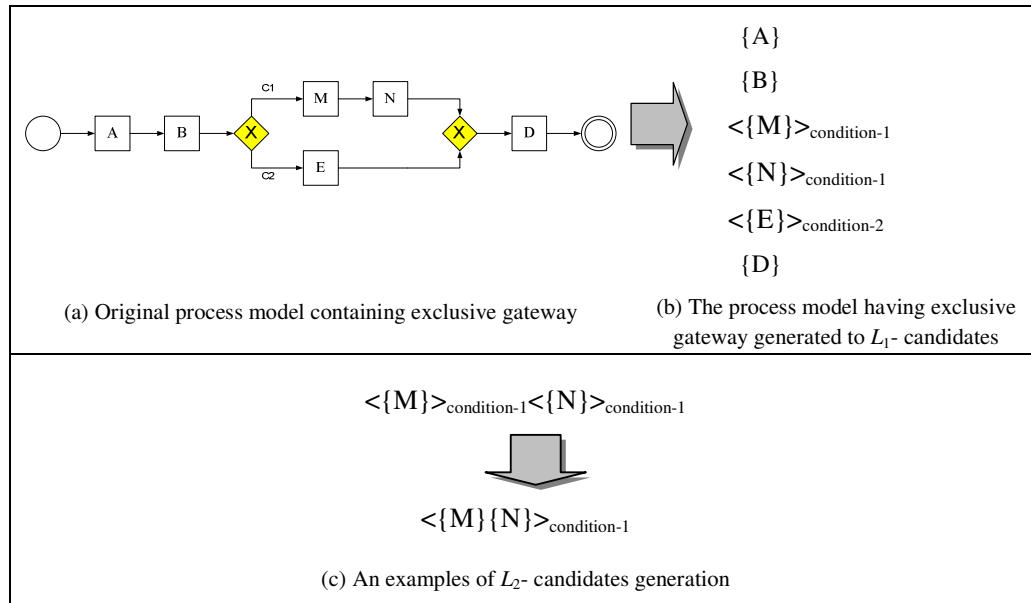 A
B
X
C1
M
N
C2
E
X
D
{A}
{B}
<{M}>condition-1
<{N}>condition-1
<{E}>condition-2
{D}
(a) Original process model containing exclusive gateway
(b) The process model having exclusive
gateway generated to L1- candidates
<{M}>condition-1<{N}>condition-1
<{M}{N}>condition-1
(c) An examples of L2- candidates generation